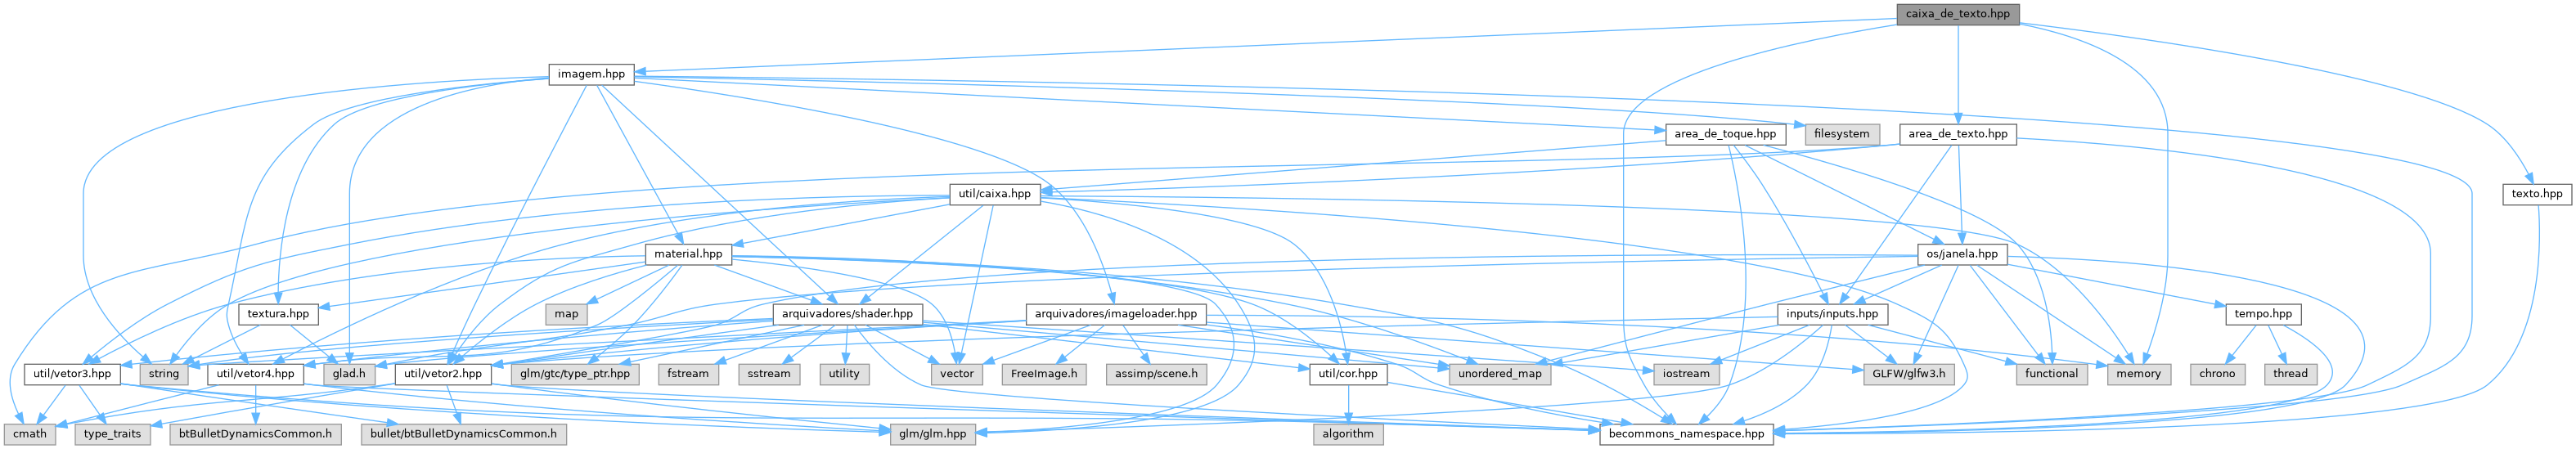 caixa_de_texto.hpp
imagem.hpp
area_de_toque.hpp
filesystem
area_de_texto.hpp
util/caixa.hpp
texto.hpp
material.hpp
os/janela.hpp
textura.hpp
map
arquivadores/shader.hpp
arquivadores/imageloader.hpp
inputs/inputs.hpp
tempo.hpp
util/vetor3.hpp
string
util/vetor4.hpp
glad.h
util/vetor2.hpp
glm/gtc/type_ptr.hpp
fstream
sstream
utility
vector
FreeImage.h
assimp/scene.h
util/cor.hpp
unordered_map
iostream
GLFW/glfw3.h
functional
memory
chrono
thread
cmath
type_traits
btBulletDynamicsCommon.h
bullet/btBulletDynamicsCommon.h
glm/glm.hpp
algorithm
becommons_namespace.hpp